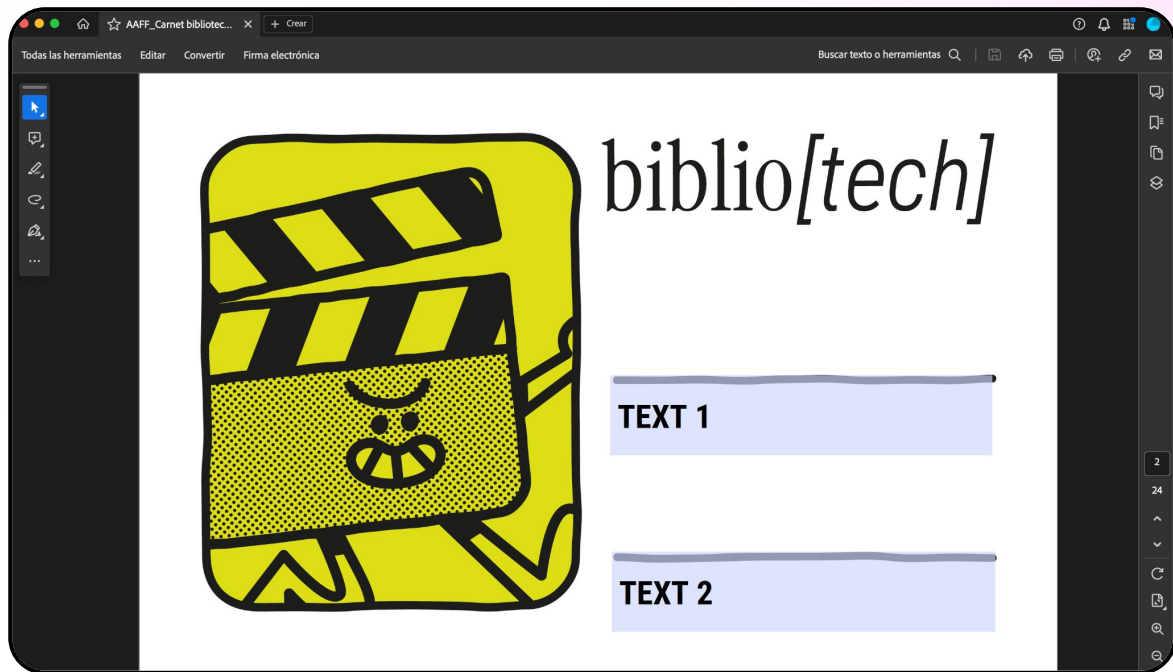 AAFF_Carnet bibliotec...
+ Crear
Todas las herramientas Editar Convertir Firma electrónica
Buscar texto o herramientas
biblio[tech]
TEXT 1
TEXT 2
2
24